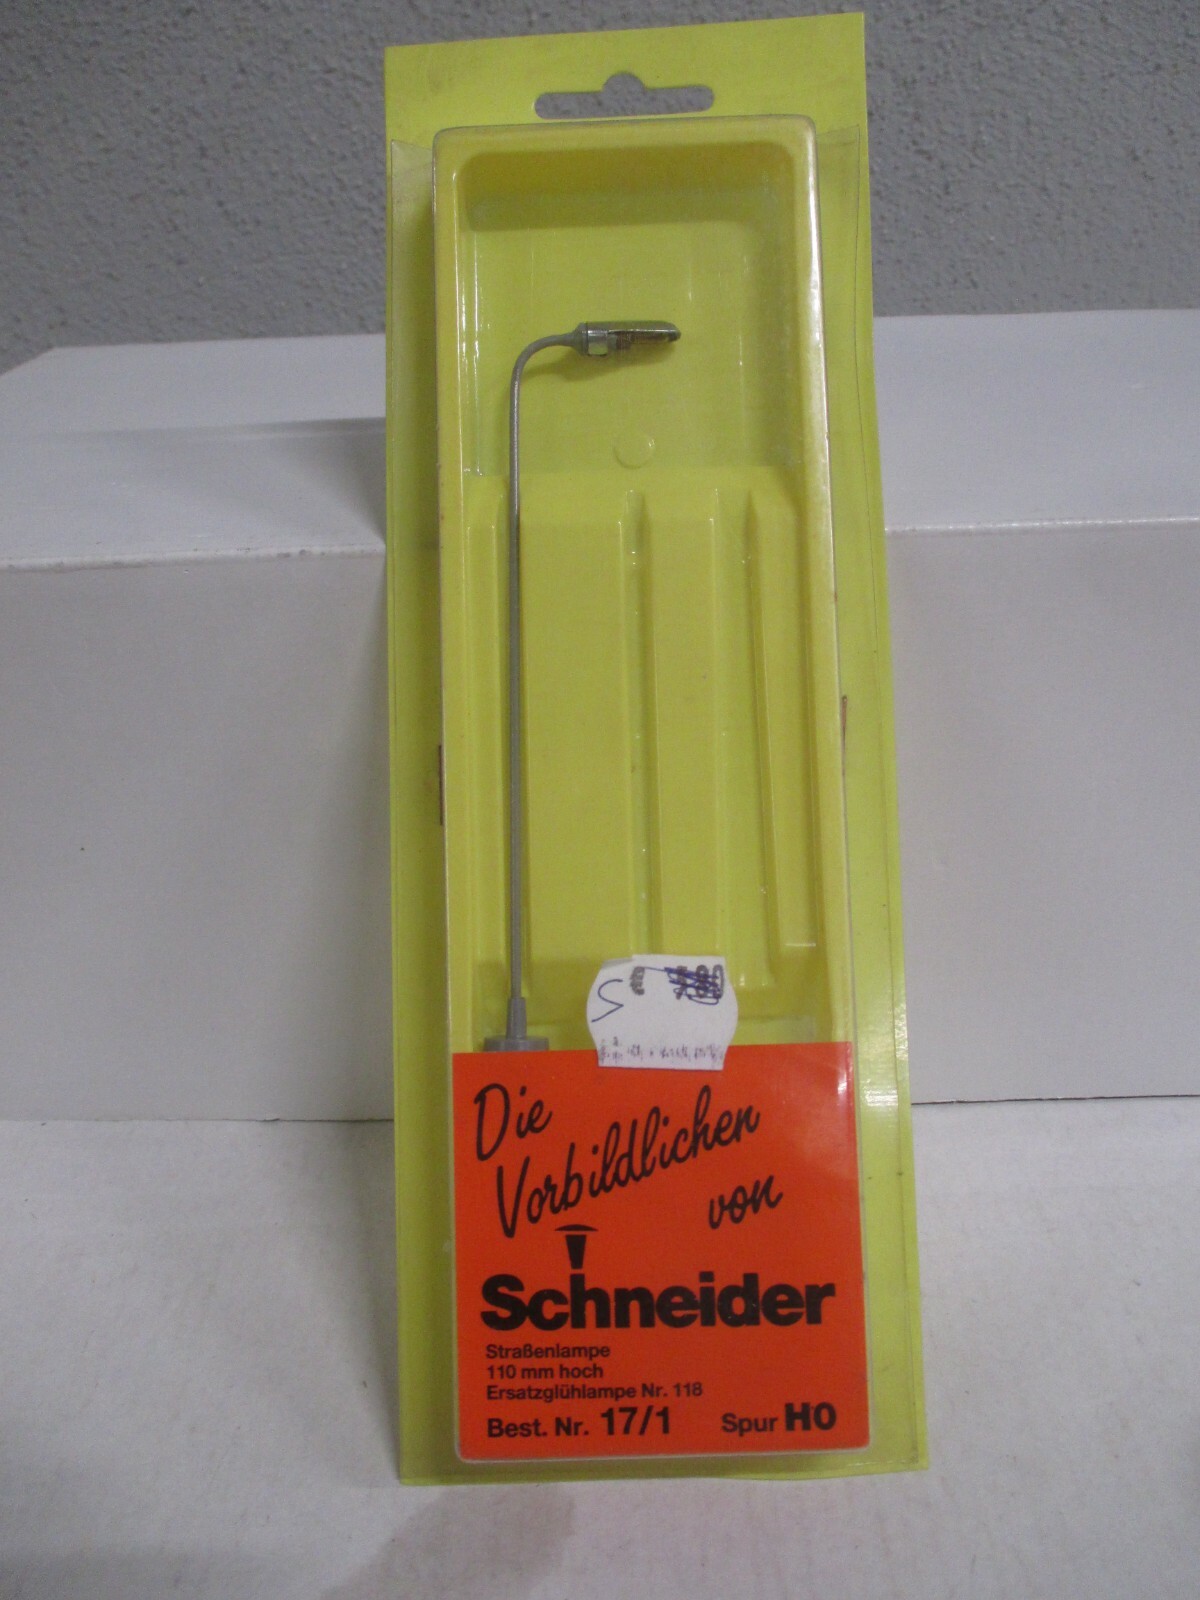 Die
Vorbildlichen
von
Schneider
Straßenlampe
110 mm hoch
Ersatzglühlampe Nr. 118
Best. Nr. 17/1 Spur H0